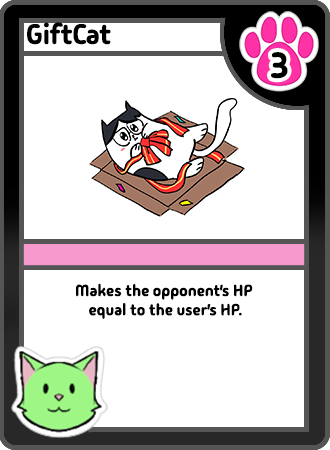 GiftCat
3
Makes the opponent's HP
equal to the user's HP.